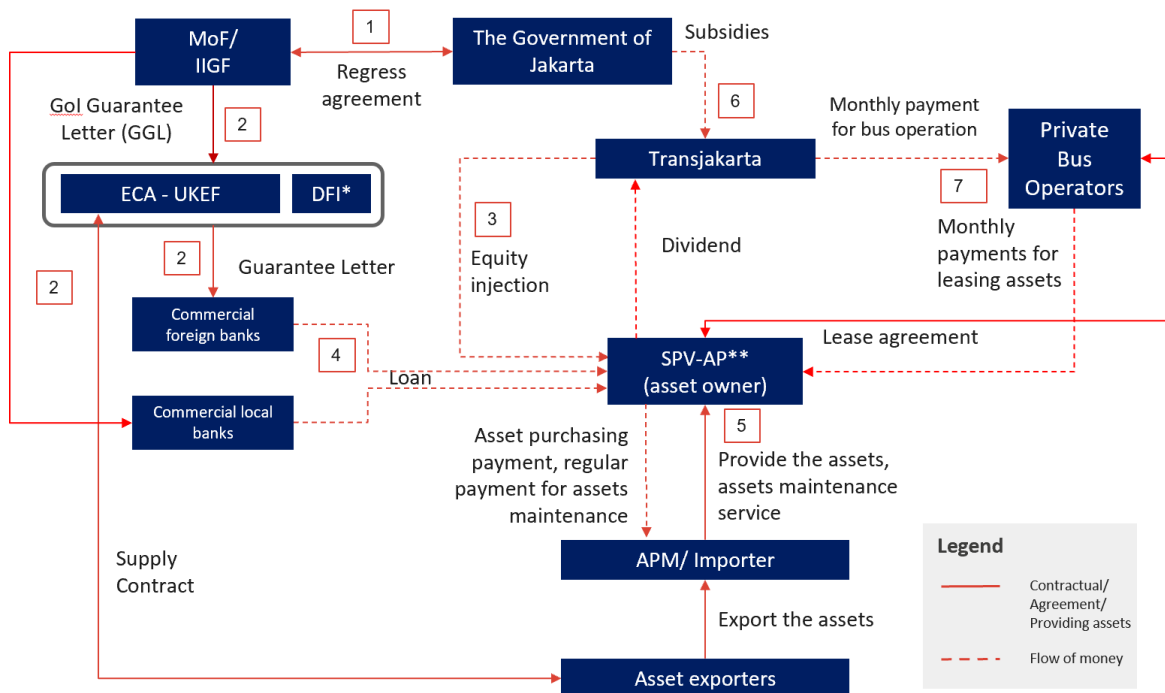 MoF/
IIGF
1
Regress
agreement
The Government of
Jakarta
Subsidies
6
GoI Guarantee
Letter (GGL)
2
Monthly payment
for bus operation
Private
Bus
Operators
Transjakarta
ECA - UKEF
DFI*
7
3
Equity
injection
Dividend
Monthly
payments for
leasing assets
2
2
Guarantee Letter
Commercial
foreign banks
4
Loan
SPV-AP**
(asset owner)
Lease agreement
Commercial local
banks
Asset purchasing
payment, regular
payment for assets
maintenance
5
Provide the assets,
assets maintenance
service
Supply
Contract
APM/ Importer
Export the assets
Asset exporters
Legend
Contractual/
Agreement/
Providing assets
Flow of money